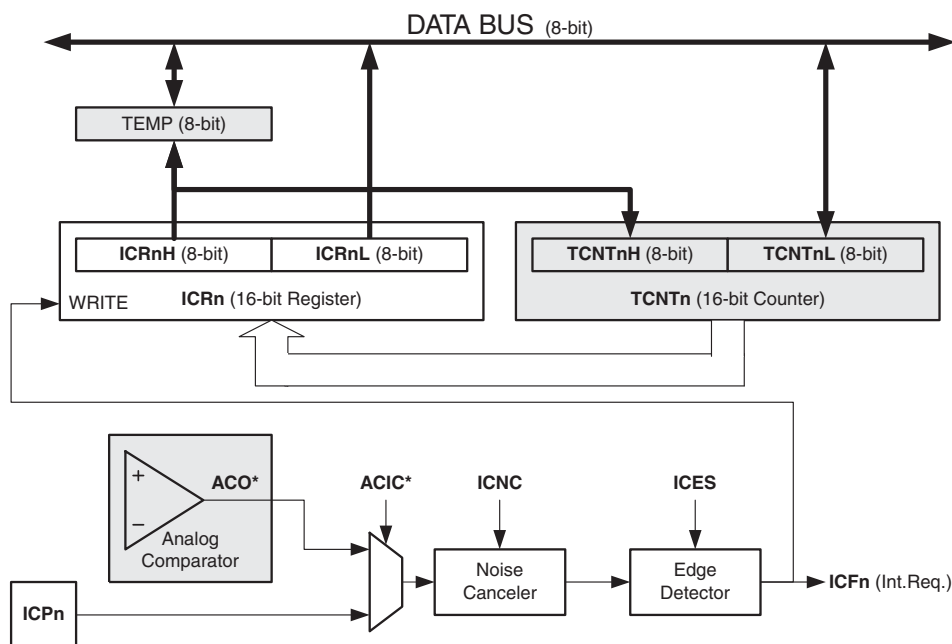 DATA BUS (8-bit)
TEMP (8-bit)
ICRnH (8-bit)
ICRnL (8-bit)
TCNTnH (8-bit)
TCNTnL (8-bit)
WRITE
ICRn (16-bit Register)
TCNTn (16-bit Counter)
+
−
ACO*
Analog
Comparator
ACIC*
ICNC
ICES
Noise
Canceler
Edge
Detector
ICFn (Int.Req.)
ICPn